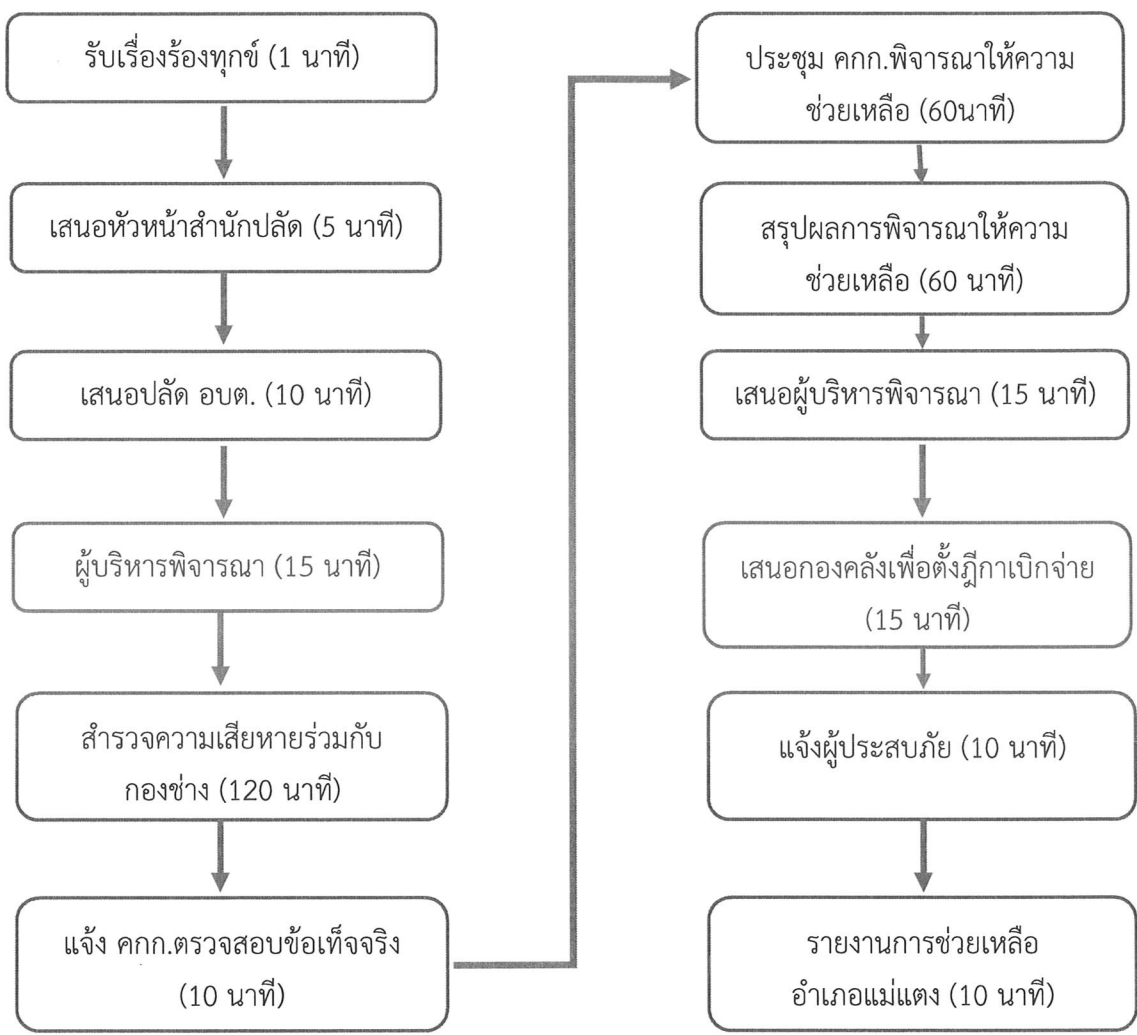 รับเรื่องร้องทุกข์ (1 นาที)
เสนอหัวหน้าสำนักปลัด (5 นาที)
เสนอปลัด อบต. (10 นาที)
ผู้บริหารพิจารณา (15 นาที)
สำรวจความเสียหายร่วมกับ
กองช่าง (120 นาที)
แจ้ง คกก.ตรวจสอบข้อเท็จจริง
(10 นาที)
ประชุม คกก.พิจารณาให้ความ
ช่วยเหลือ (60นาที)
สรุปผลการพิจารณาให้ความ
ช่วยเหลือ (60 นาที)
เสนอผู้บริหารพิจารณา (15 นาที)
เสนอกองคลังเพื่อตั้งฎีกาเบิกจ่าย
(15 นาที)
แจ้งผู้ประสบภัย (10 นาที)
รายงานการช่วยเหลือ
อำเภอแม่แตง (10 นาที)